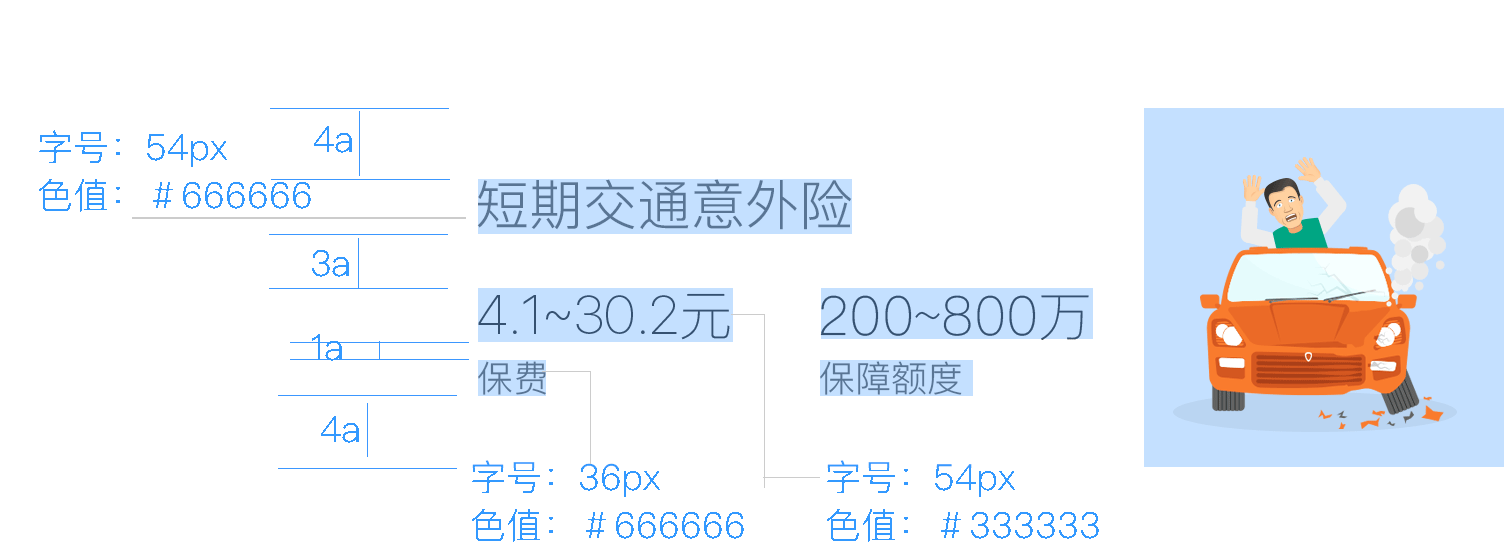 4a
字号：54px
色值：＃666666
短期交通意外险
3a
4.1~30.2元
200~800万
1a
保费
保障额度
4a
字号：36px
色值：＃666666
字号：54px
色值：＃333333